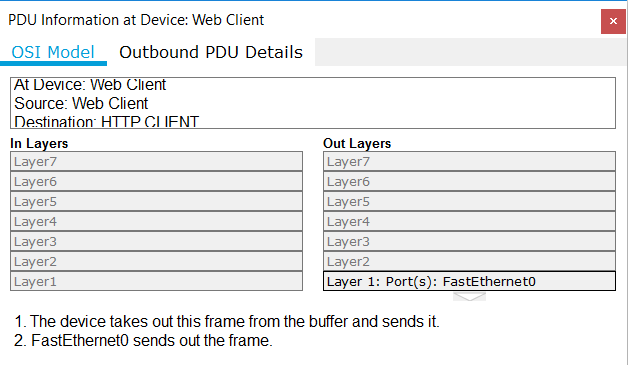 PDU Information at Device: Web Client
OSI Model Outbound PDU Details
At Device: Web Client
Source: Web Client
Destination: HTTP CLIENT
In Layers Out Layers
Layer7 Layer7
Layer6 Layer6
Layer5 Layer5
Layer4 Layer4
Layer3 Layer3
Layer2 Layer2
Layer1 Layer 1: Port(s): FastEthernet0
1. The device takes out this frame from the buffer and sends it.
2. FastEthernet0 sends out the frame.